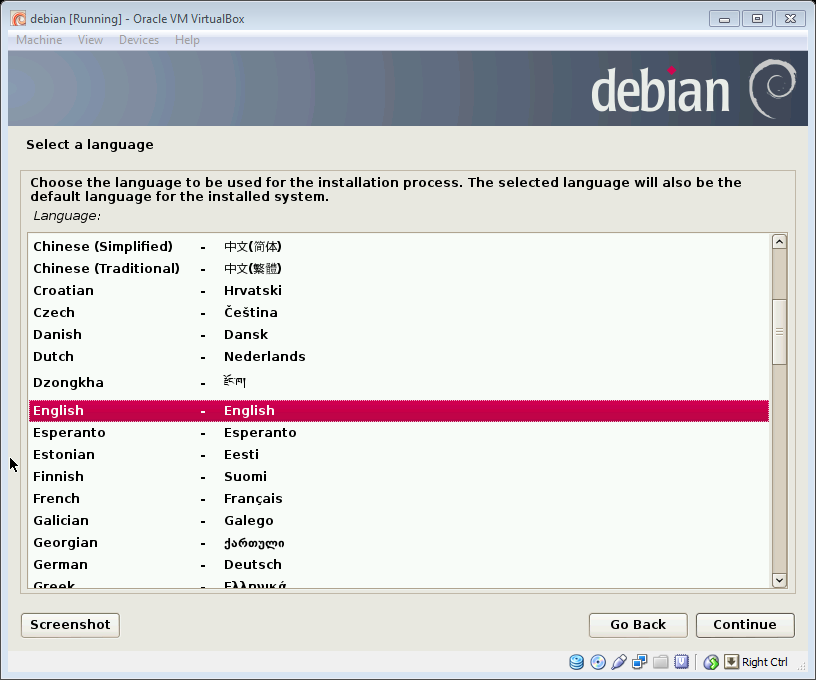 debian [Running] - Oracle VM VirtualBox
Machine View Devices Help
debian
Select a language
Choose the language to be used for the installation process. The selected language will also be the
default language for the installed system.
Language:
Chinese (Simplified) - 中文(简体)
Chinese (Traditional) - 中文(繁體)
Croatian - Hrvatski
Czech - Čeština
Danish - Dansk
Dutch - Nederlands
Dzongkha - རྫོང་ཁ།
English - English
Esperanto - Esperanto
Estonian - Eesti
Finnish - Suomi
French - Français
Galician - Galego
Georgian - ქართული
German - Deutsch
Greek - Ελληνικά
Screenshot Go Back Continue
Right Ctrl